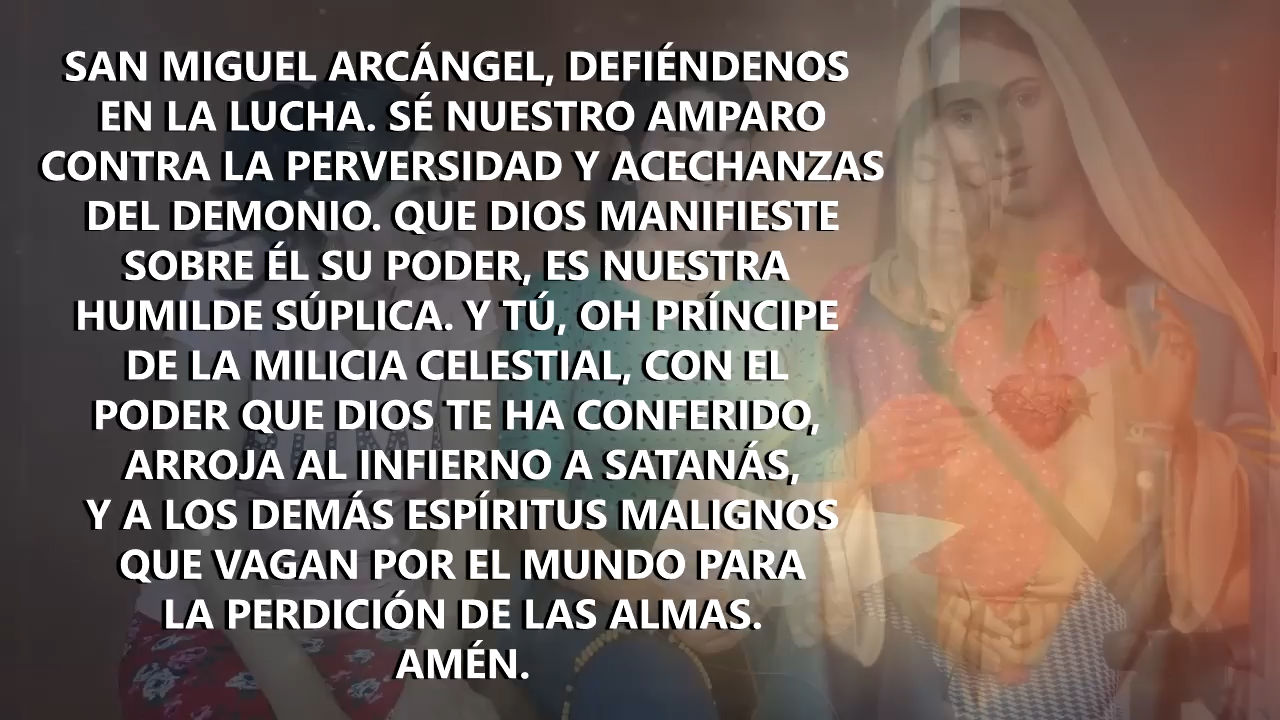 SAN MIGUEL ARCÁNGEL, DEFIÉNDENOS
EN LA LUCHA. SÉ NUESTRO AMPARO
CONTRA LA PERVERSIDAD Y ACECHANZAS
DEL DEMONIO. QUE DIOS MANIFIESTE
SOBRE ÉL SU PODER, ES NUESTRA
HUMILDE SÚPLICA. Y TÚ, OH PRÍNCIPE
DE LA MILICIA CELESTIAL, CON EL
PODER QUE DIOS TE HA CONFERIDO,
ARROJA AL INFIERNO A SATANÁS,
Y A LOS DEMÁS ESPÍRITUS MALIGNOS
QUE VAGAN POR EL MUNDO PARA
LA PERDICIÓN DE LAS ALMAS.
AMÉN.